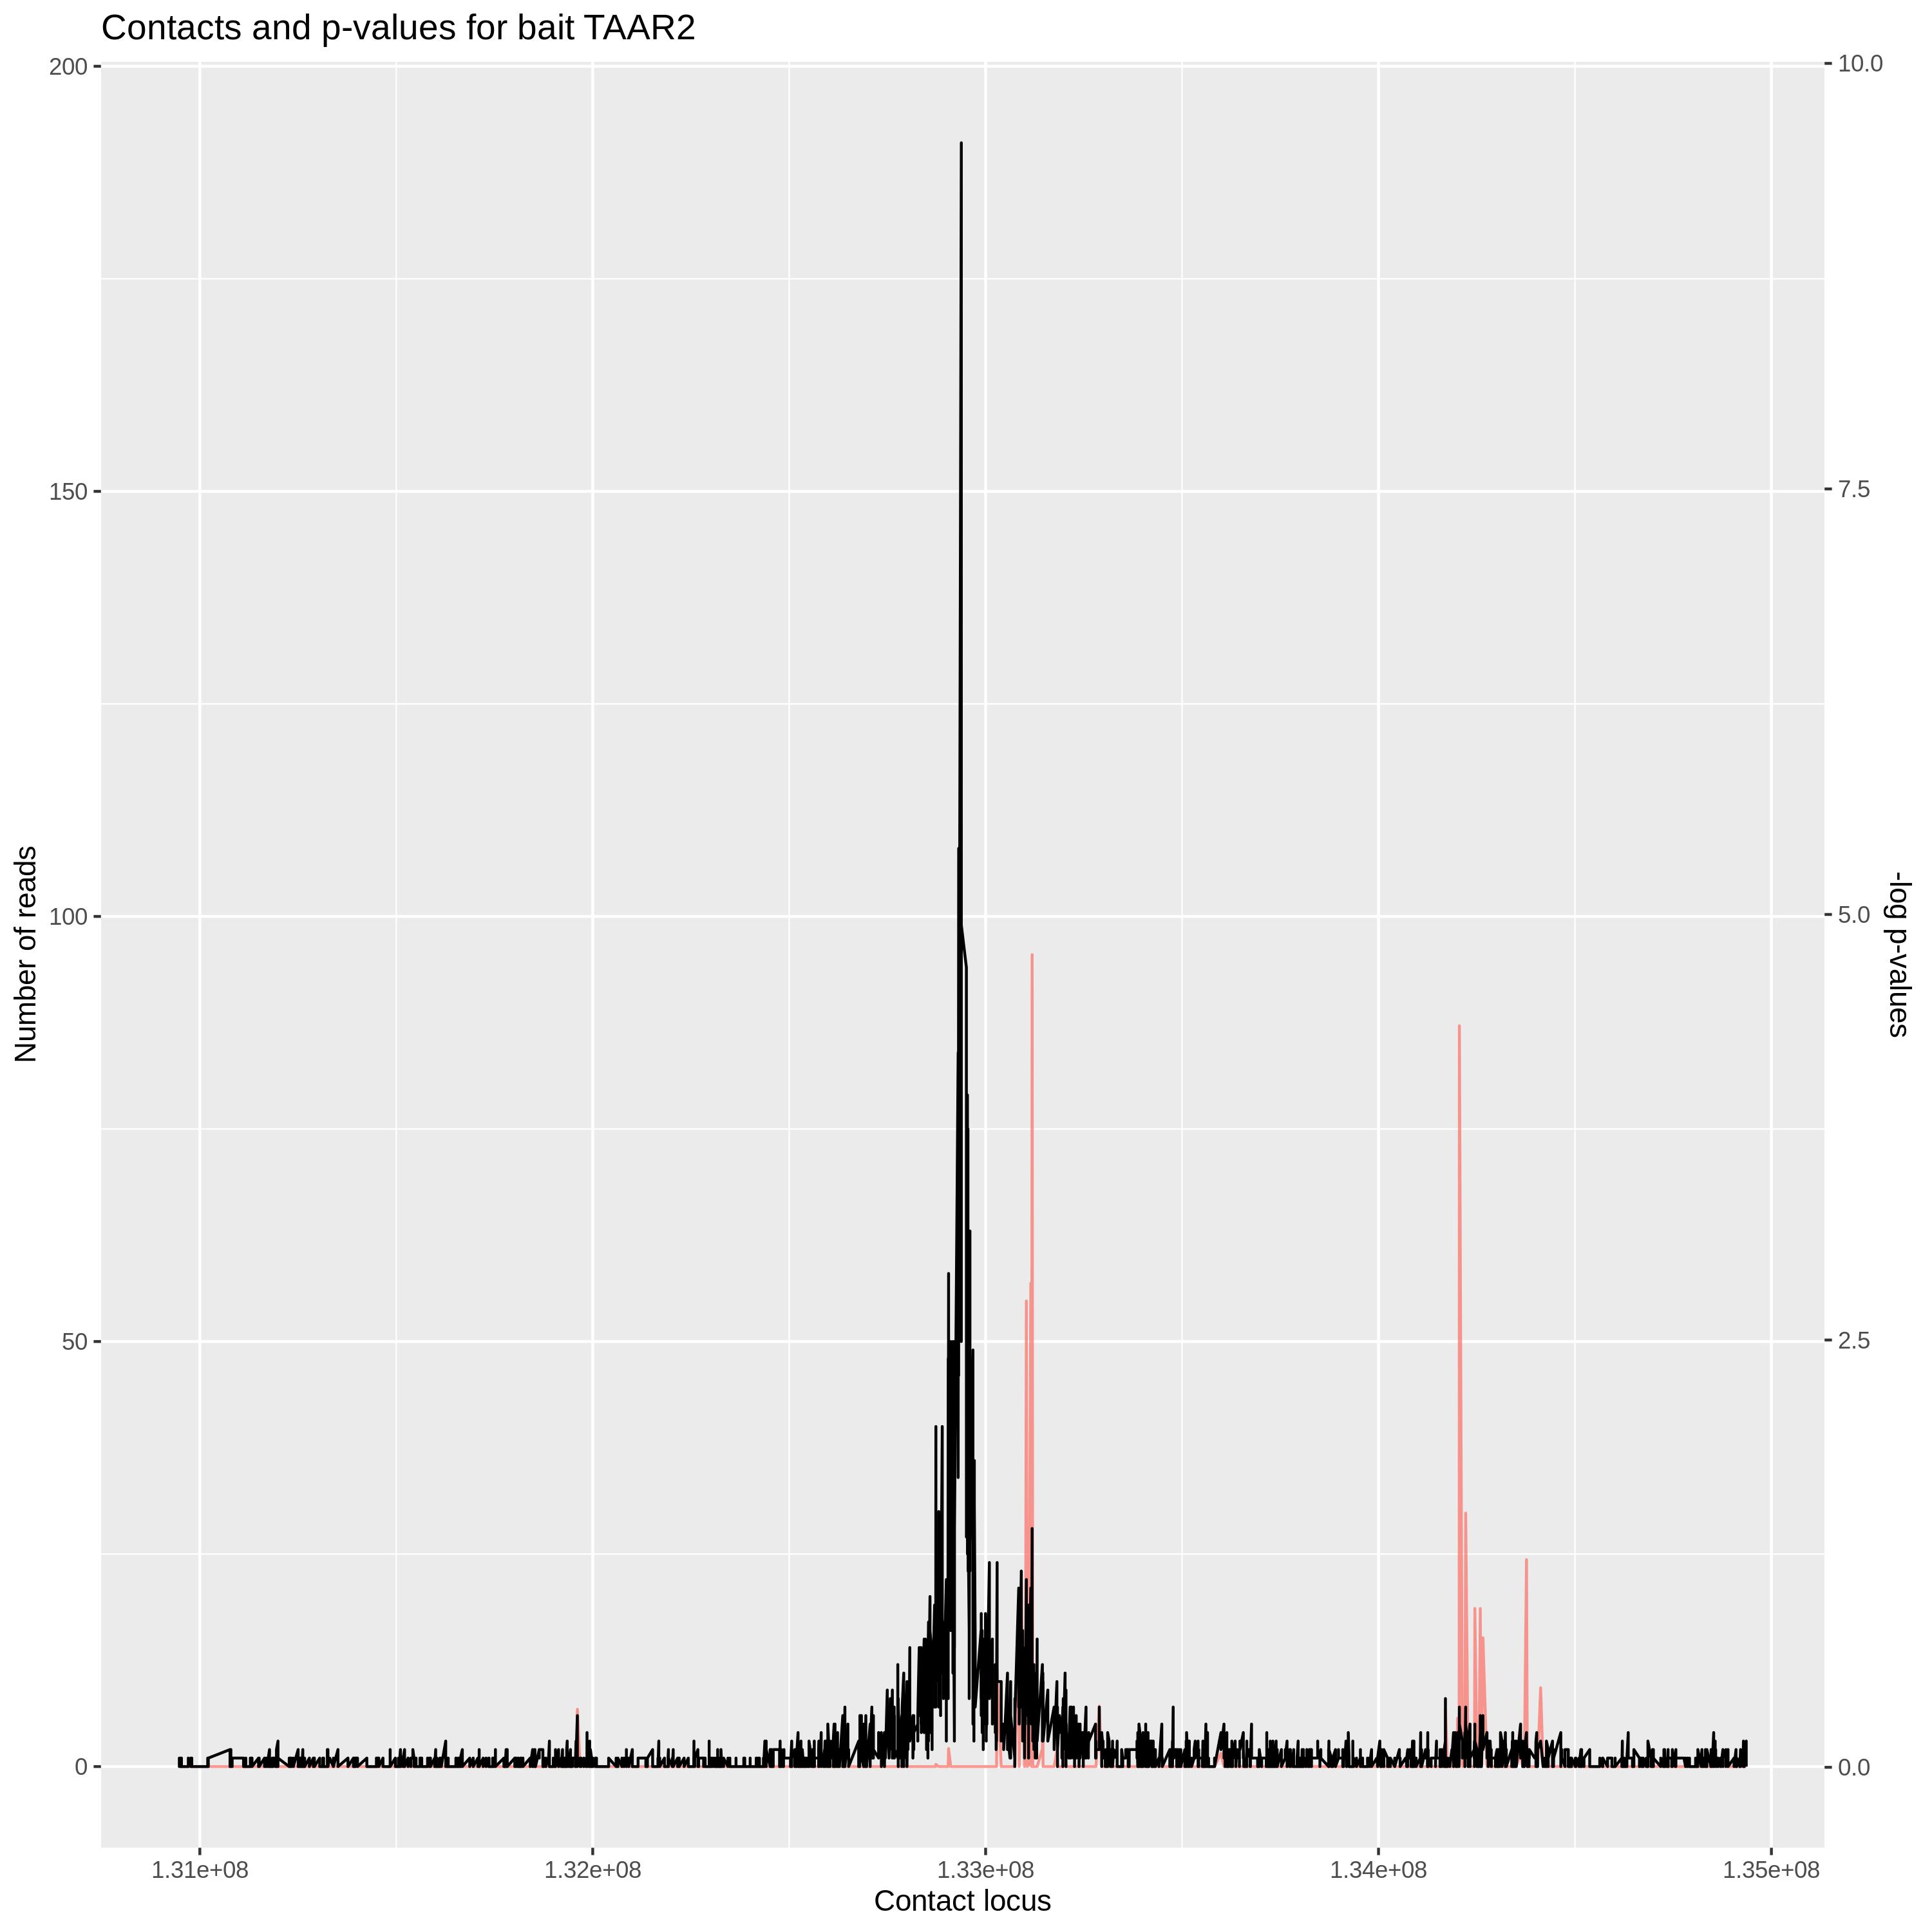 Contacts and p-values for bait TAAR2
200
150
100
50
0
Number of reads
10.0
7.5
5.0
2.5
0.0
-log p-values
1.31e+08
1.32e+08
1.33e+08
1.34e+08
1.35e+08
Contact locus